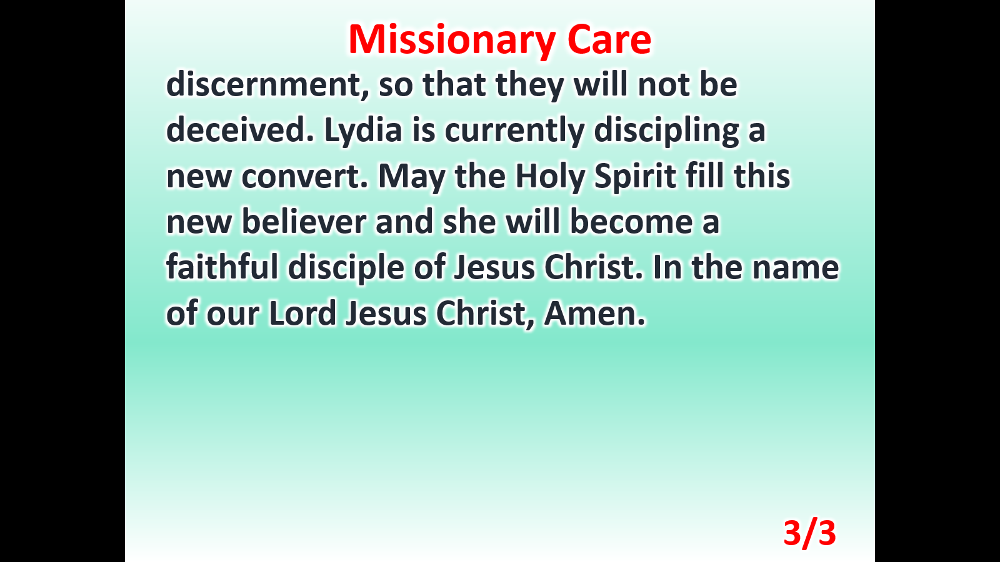 Missionary Care
discernment, so that they will not be
deceived. Lydia is currently discipling a
new convert. May the Holy Spirit fill this
new believer and she will become a
faithful disciple of Jesus Christ. In the name
of our Lord Jesus Christ, Amen.
3/3